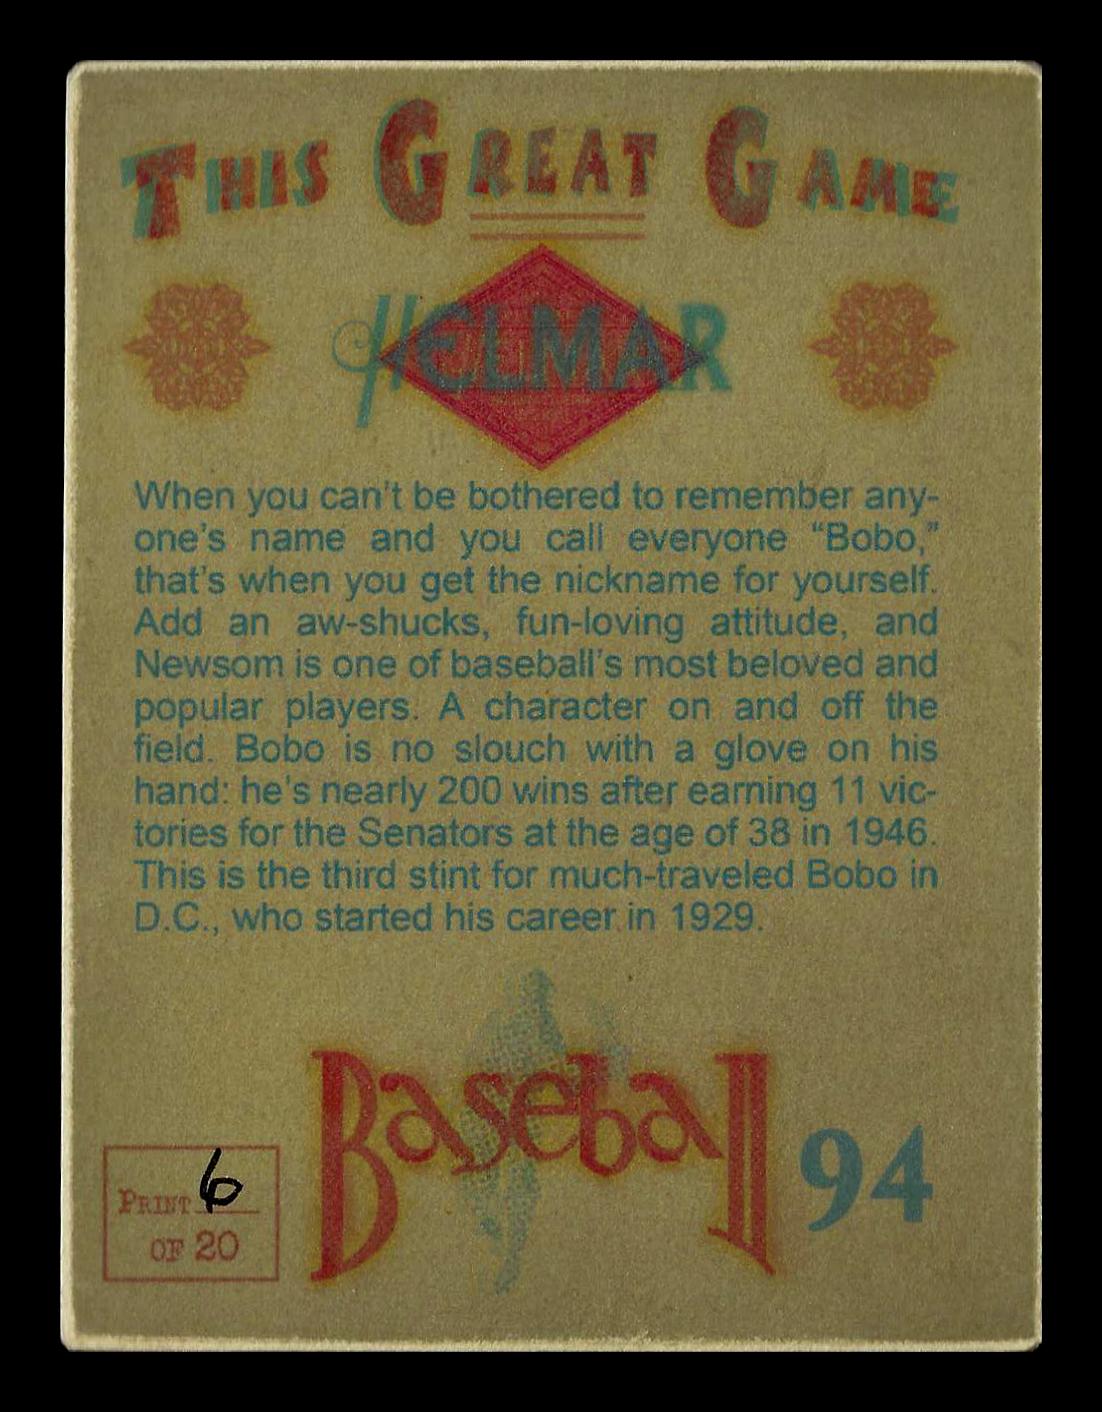 THIS GREAT GAME
HELMAR
When you can't be bothered to remember any-
one's name and you call everyone “Bobo,”
that's when you get the nickname for yourself.
Add an aw-shucks, fun-loving attitude, and
Newsom is one of baseball's most beloved and
popular players. A character on and off the
field. Bobo is no slouch with a glove on his
hand: he's nearly 200 wins after earning 11 vic-
tories for the Senators at the age of 38 in 1946.
This is the third stint for much-traveled Bobo in
D.C., who started his career in 1929.
Baseball 94
PRINT 6
OF 20